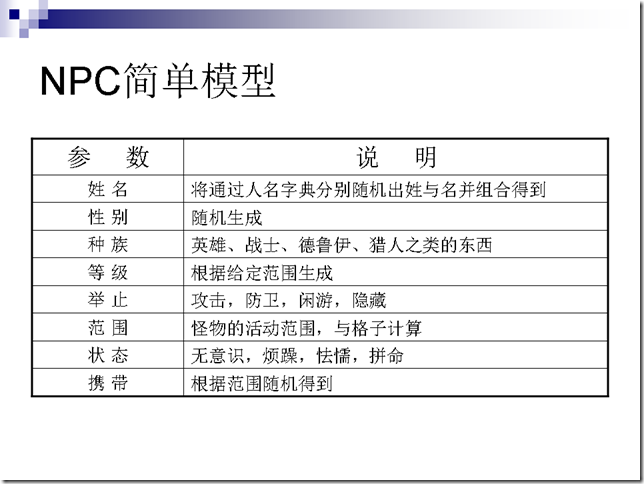 NPC简单模型
参 数 说 明
姓 名 将通过人名字典分别随机出姓与名并组合得到
性 别 随机生成
种 族 英雄、战士、德鲁伊、猎人之类的东西
等 级 根据给定范围生成
举 止 攻击，防卫，闲游，隐藏
范 围 怪物的活动范围，与格子计算
状 态 无意识，烦躁，怯懦，拼命
携 带 根据范围随机得到